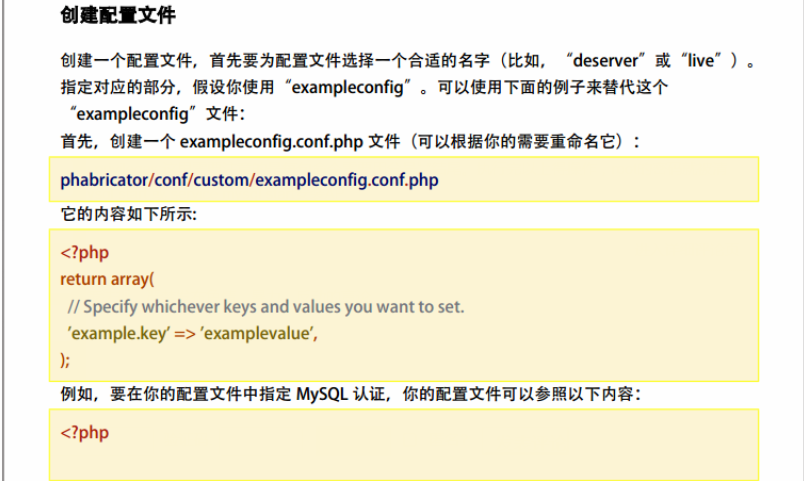 创建配置文件
创建一个配置文件，首先要为配置文件选择一个合适的名字（比如，“deserver”或“live”）。
指定对应的部分，假设你使用“exampleconfig”。可以使用下面的例子来替代这个
“exampleconfig”文件：
首先，创建一个 exampleconfig.conf.php 文件（可以根据你的需要重命名它）：
phabricator/conf/custom/exampleconfig.conf.php
它的内容如下所示:
<?php
return array(
// Specify whichever keys and values you want to set.
'example.key' => 'examplevalue',
);
例如，要在你的配置文件中指定 MySQL 认证，你的配置文件可以参照以下内容：
<?php